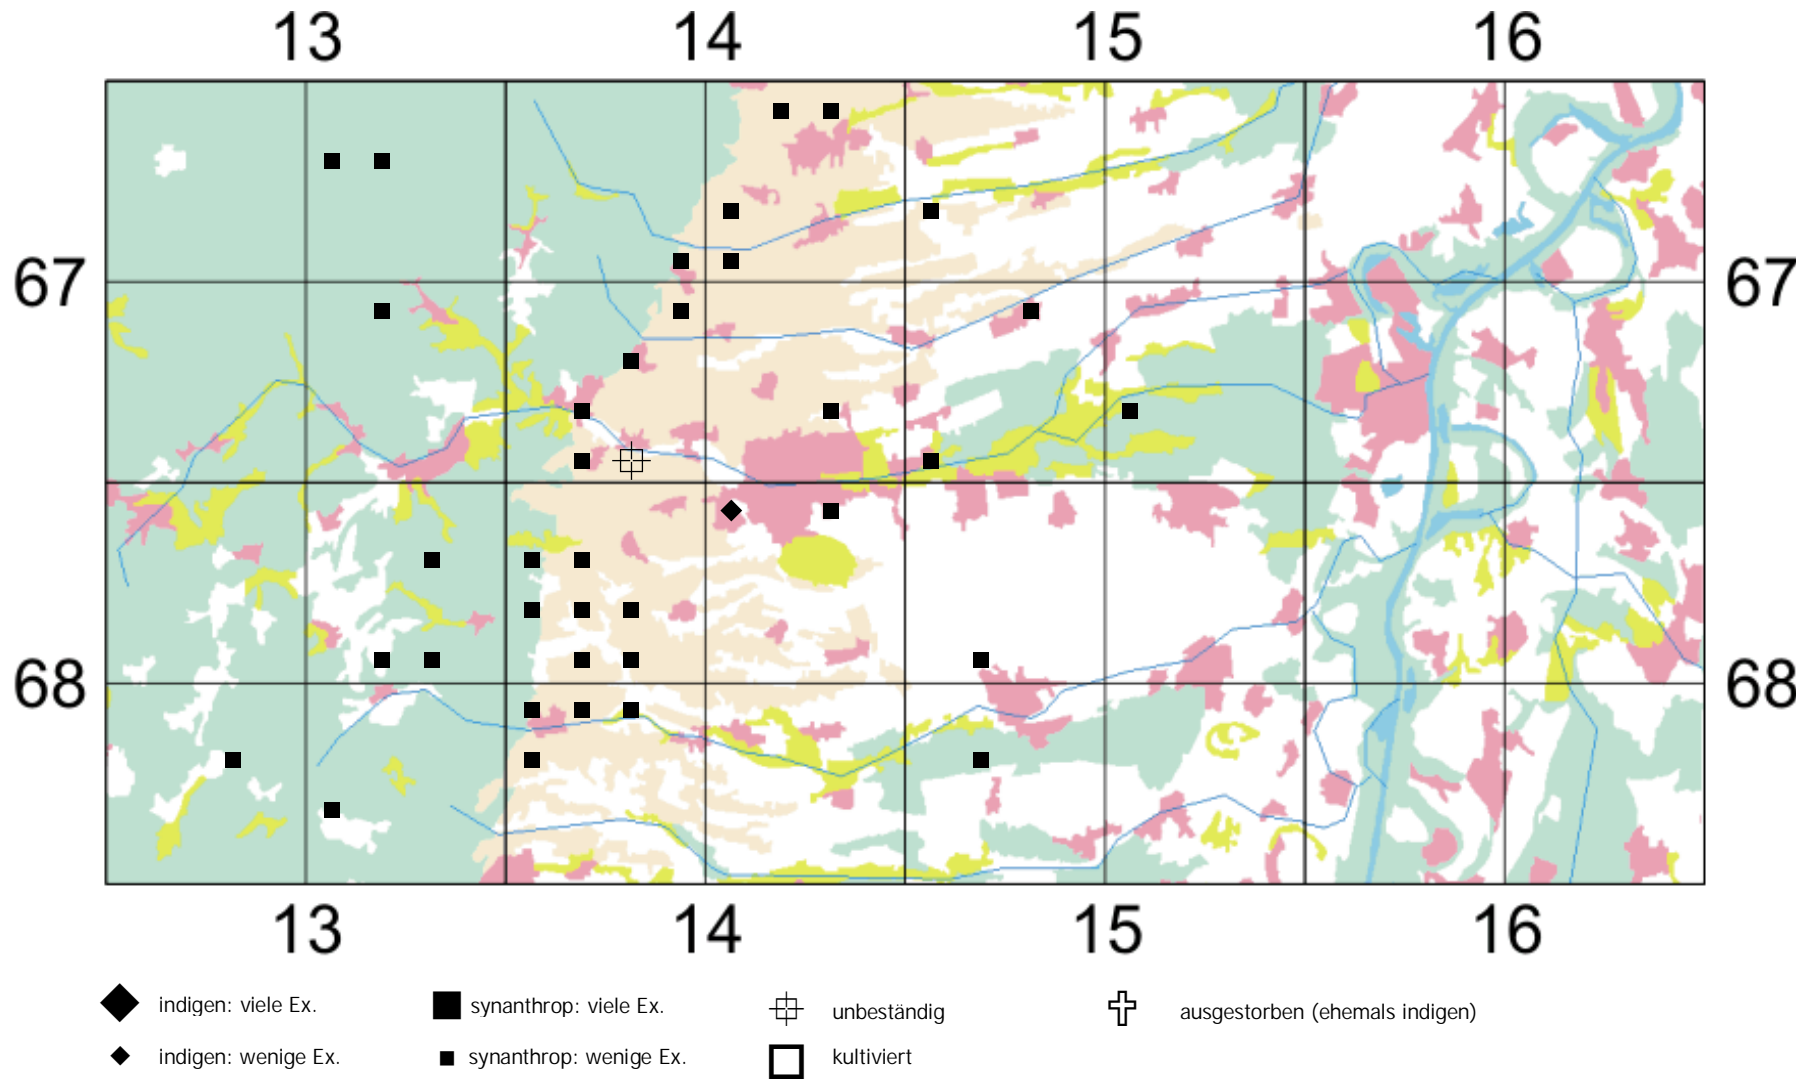 13 14 15 16
67 67
68 68
13 14 15 16
indigen: viele Ex. synanthrop: viele Ex. unbeständig ausgestorben (ehemals indigen)
indigen: wenige Ex. synanthrop: wenige Ex. kultiviert